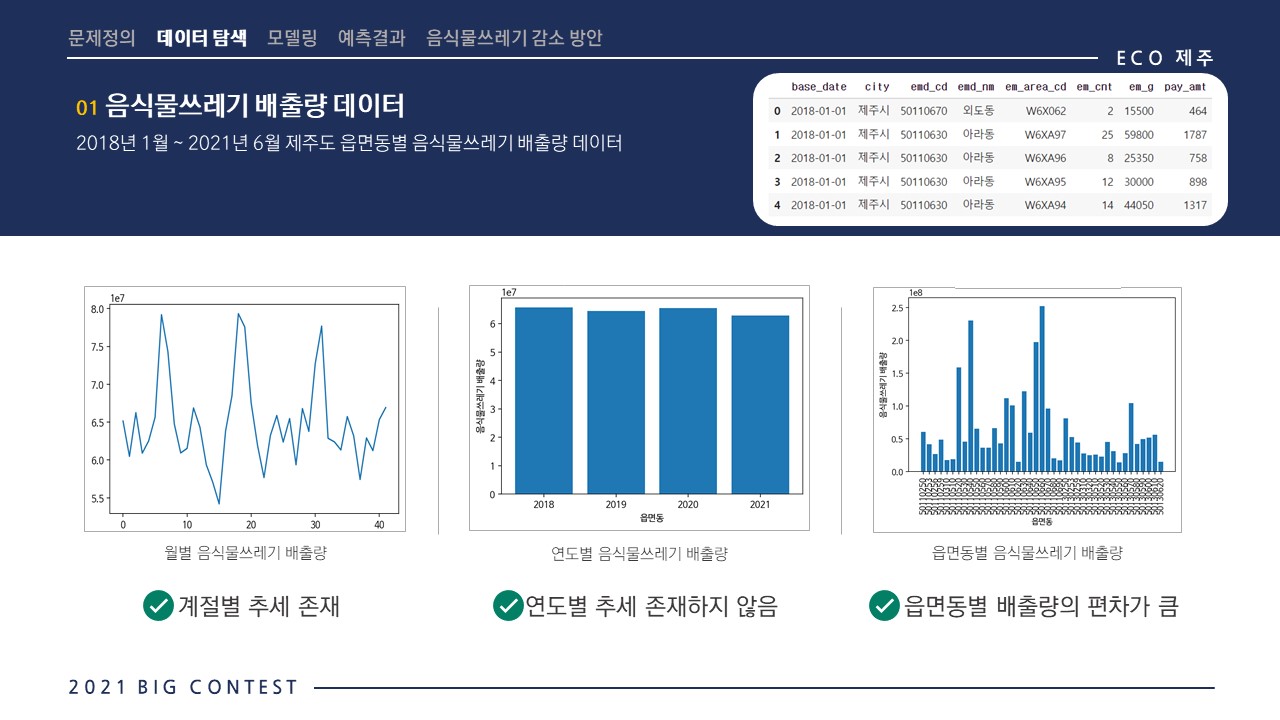 문제정의 데이터 탐색 모델링 예측결과 음식물쓰레기 감소 방안
ECO 제주
01 음식물쓰레기 배출량 데이터
2018년 1월 ~ 2021년 6월 제주도 읍면동별 음식물쓰레기 배출량 데이터
base_date city emd_cd emd_nm em_area_cd em_cnt em_g pay_amt
0 2018-01-01 제주시 50110670 외도동 W6X062 2 15500 464
1 2018-01-01 제주시 50110630 아라동 W6XA97 25 59800 1787
2 2018-01-01 제주시 50110630 아라동 W6XA96 8 25350 758
3 2018-01-01 제주시 50110630 아라동 W6XA95 12 30000 898
4 2018-01-01 제주시 50110630 아라동 W6XA94 14 44050 1317
1e7
8.0
7.5
7.0
6.5
6.0
5.5
0 10 20 30 40
월별 음식물쓰레기 배출량
계절별 추세 존재
1e7
음식물쓰레기 배출량
6
5
4
3
2
1
0
2018 2019 2020 2021
읍면동
연도별 음식물쓰레기 배출량
연도별 추세 존재하지 않음
1e8
음식물쓰레기 배출량
2.5
2.0
1.5
1.0
0.5
0.0
읍면동
읍면동별 음식물쓰레기 배출량
읍면동별 배출량의 편차가 큼
2021 BIG CONTEST